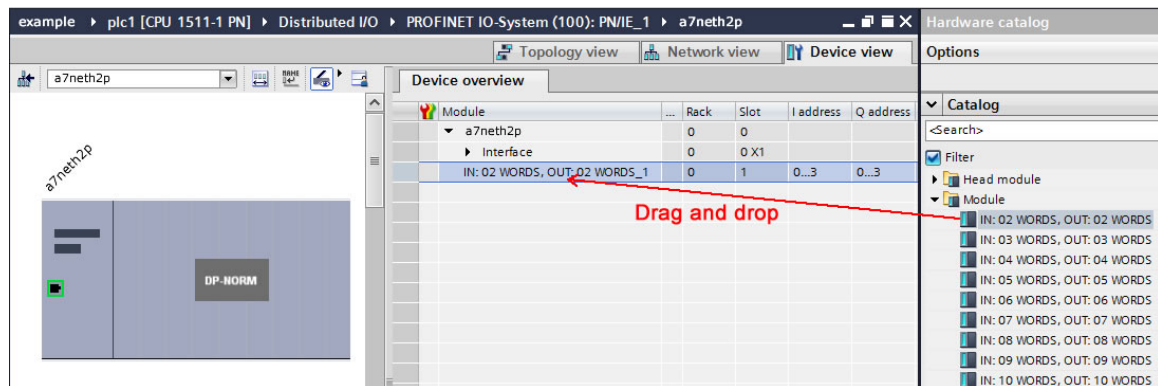 example ▸ plc1 [CPU 1511-1 PN] ▸ Distributed I/O ▸ PROFINET IO-System (100): PN/IE_1 ▸ a7neth2p
Hardware catalog
Topology view Network view Device view
Options
a7neth2p
Device overview
Module ... Rack Slot I address Q address
a7neth2p 0 0
Interface 0 0 X1
IN: 02 WORDS, OUT: 02 WORDS_1 0 1 0...3 0...3
Drag and drop
a7neth2p
DP-NORM
Catalog
<Search>
Filter
Head module
Module
IN: 02 WORDS, OUT: 02 WORDS
IN: 03 WORDS, OUT: 03 WORDS
IN: 04 WORDS, OUT: 04 WORDS
IN: 05 WORDS, OUT: 05 WORDS
IN: 06 WORDS, OUT: 06 WORDS
IN: 07 WORDS, OUT: 07 WORDS
IN: 08 WORDS, OUT: 08 WORDS
IN: 09 WORDS, OUT: 09 WORDS
IN: 10 WORDS, OUT: 10 WORDS